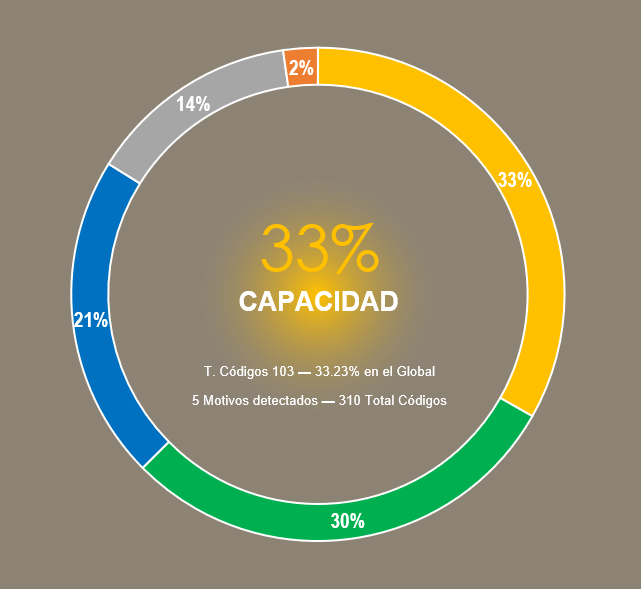 2%
14%
33%
33%
CAPACIDAD
21%
T. Códigos 103 — 33.23% en el Global
5 Motivos detectados — 310 Total Códigos
30%